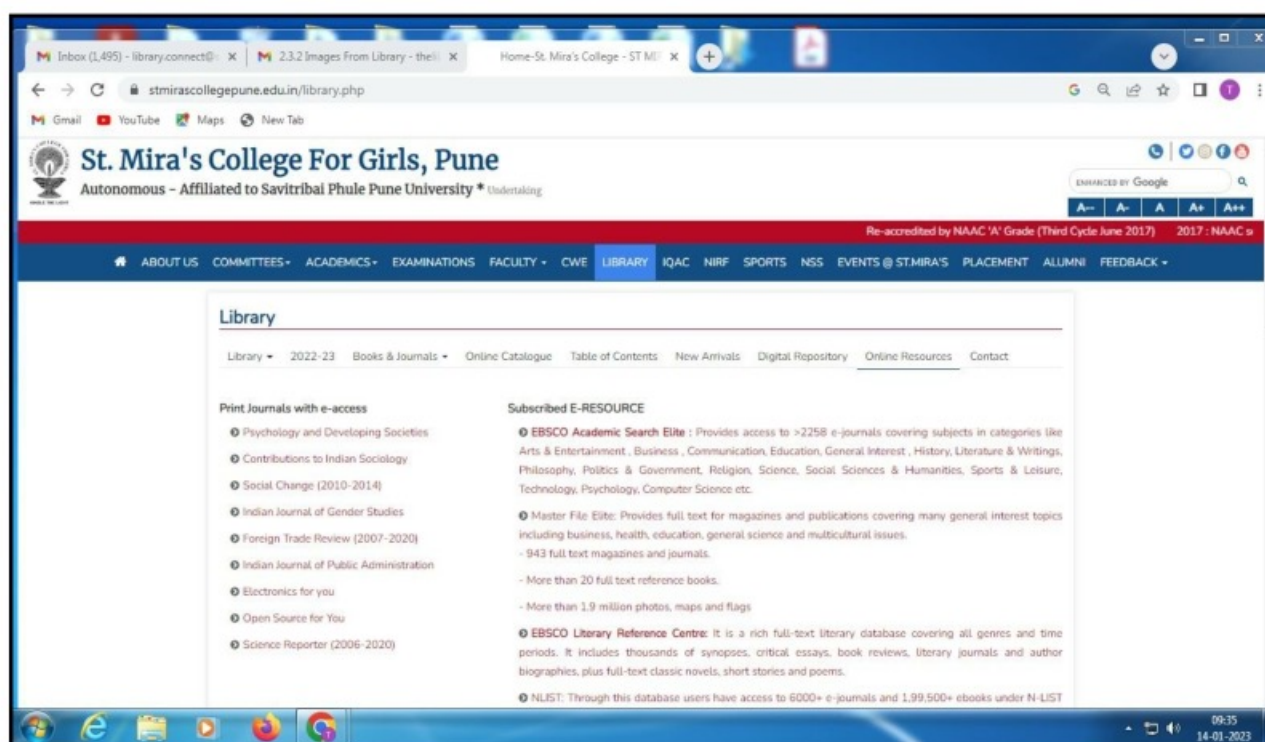 Inbox (1,495) - library.connect@
2.3.2 Images From Library - theli
Home-St. Mira's College - ST MI
stmirascollegepune.edu.in/library.php
Gmail YouTube Maps New Tab
St. Mira's College For Girls, Pune
Autonomous - Affiliated to Savitribai Phule Pune University * Undertaking
ENHANCED BY Google
A-- A- A A+ A++
Re-accredited by NAAC 'A' Grade (Third Cycle June 2017) 2017 : NAAC
ABOUT US COMMITTEES ACADEMICS EXAMINATIONS FACULTY CWE LIBRARY IQAC NIRF SPORTS NSS EVENTS @ ST.MIRA'S PLACEMENT ALUMNI FEEDBACK
Library
Library 2022-23 Books & Journals Online Catalogue Table of Contents New Arrivals Digital Repository Online Resources Contact
Print Journals with e-access
Psychology and Developing Societies
Contributions to Indian Sociology
Social Change (2010-2014)
Indian Journal of Gender Studies
Foreign Trade Review (2007-2020)
Indian Journal of Public Administration
Electronics for you
Open Source for You
Science Reporter (2006-2020)
Subscribed E-RESOURCE
EBSCO Academic Search Elite : Provides access to >2258 e-journals covering subjects in categories like
Arts & Entertainment , Business , Communication, Education, General Interest , History, Literature & Writings,
Philosophy, Politics & Government, Religion, Science, Social Sciences & Humanities, Sports & Leisure,
Technology, Psychology, Computer Science etc.
Master File Elite: Provides full text for magazines and publications covering many general interest topics
including business, health, education, general science and multicultural issues.
- 943 full text magazines and journals.
- More than 20 full text reference books.
- More than 1.9 million photos, maps and flags
EBSCO Literary Reference Centre: It is a rich full-text literary database covering all genres and time
periods. It includes thousands of synopses, critical essays, book reviews, literary journals and author
biographies, plus full-text classic novels, short stories and poems.
NLIST: Through this database users have access to 6000+ e-journals and 1,99,500+ ebooks under N-LIST
09:35
14-01-2023